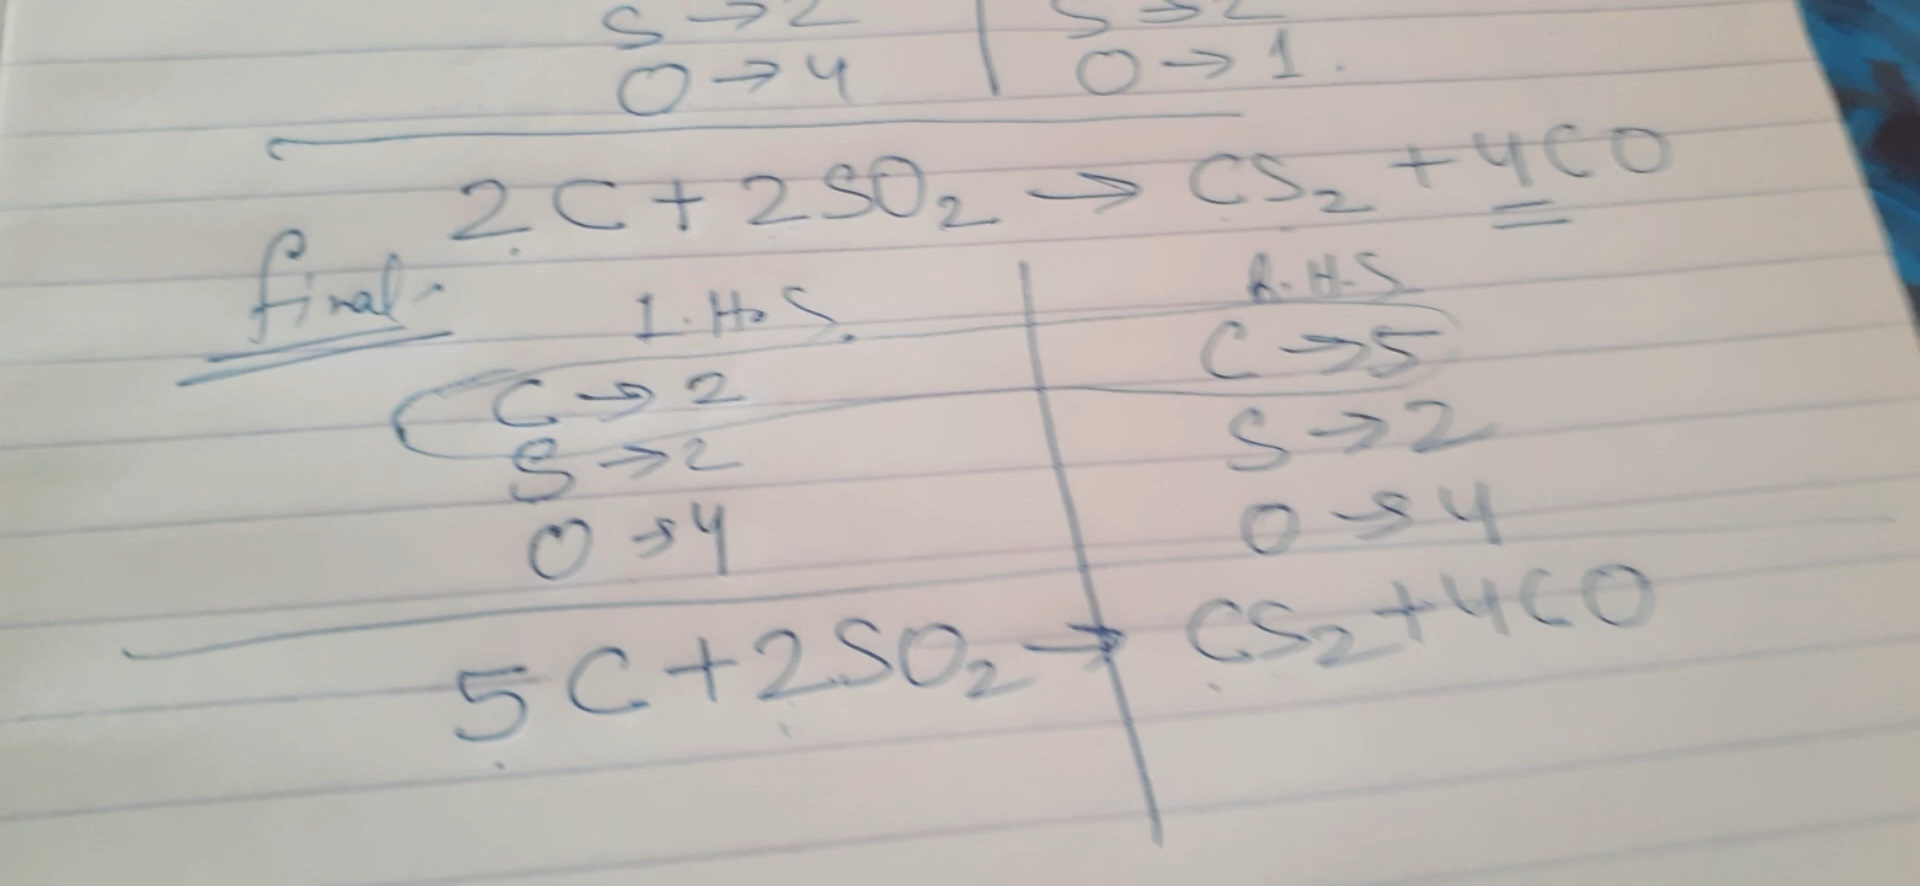 S → 2 | S → 2
O → 4 | O → 1.
2C + 2SO₂ → CS₂ + 4CO
final-
L.H.S. | R.H.S
C → 2 | C → 5
S → 2 | S → 2
O → 4 | O → 4
5C + 2SO₂ → CS₂ + 4CO